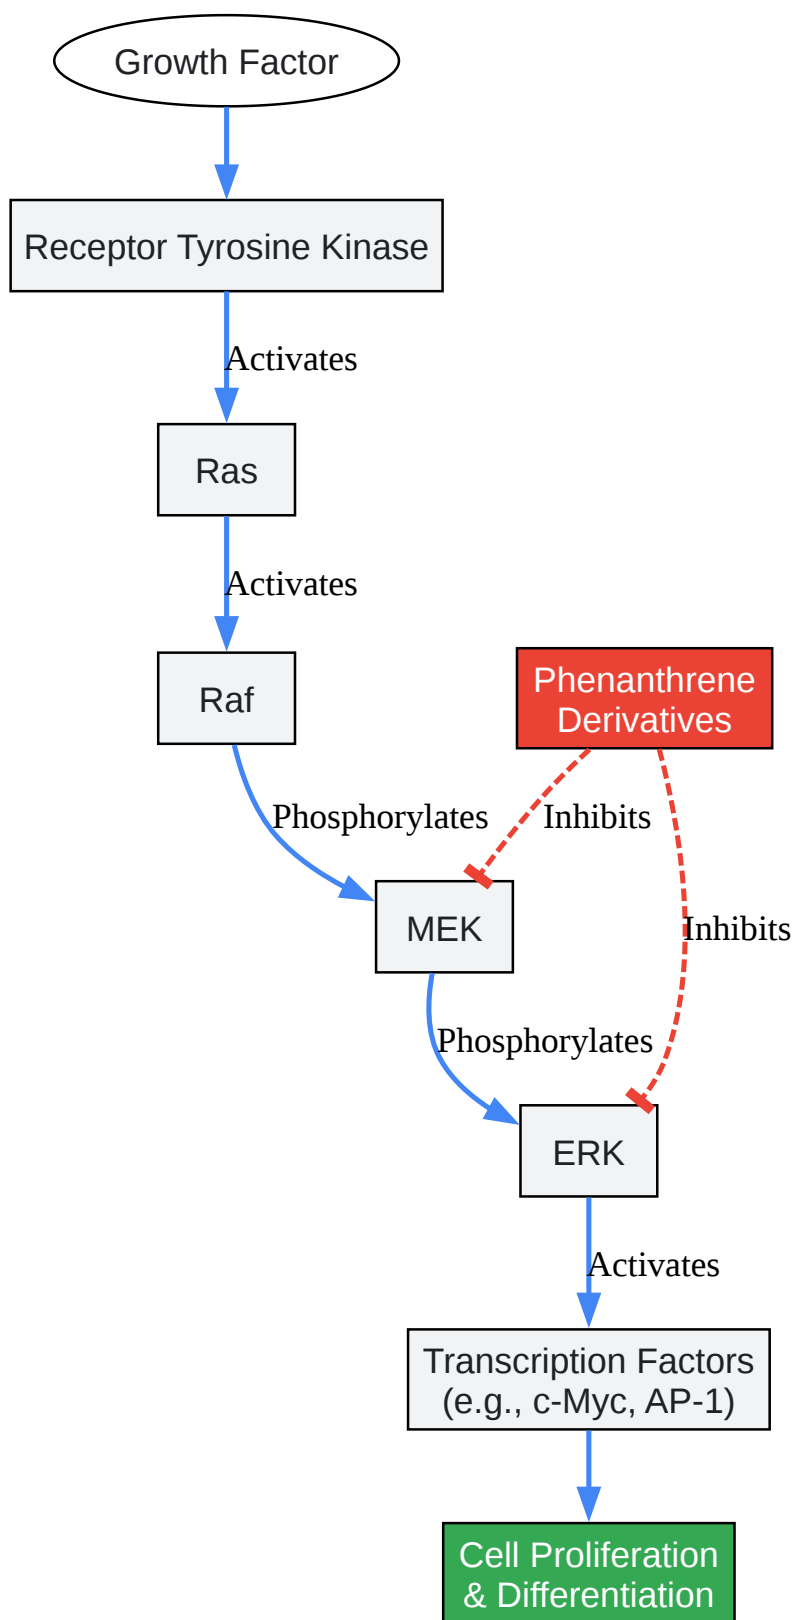 Growth Factor
Receptor Tyrosine Kinase
Activates
Ras
Activates
Raf
Phenanthrene
Derivatives
Phosphorylates
Inhibits
MEK
Inhibits
Phosphorylates
ERK
Activates
Transcription Factors
(e.g., c-Myc, AP-1)
Cell Proliferation
& Differentiation